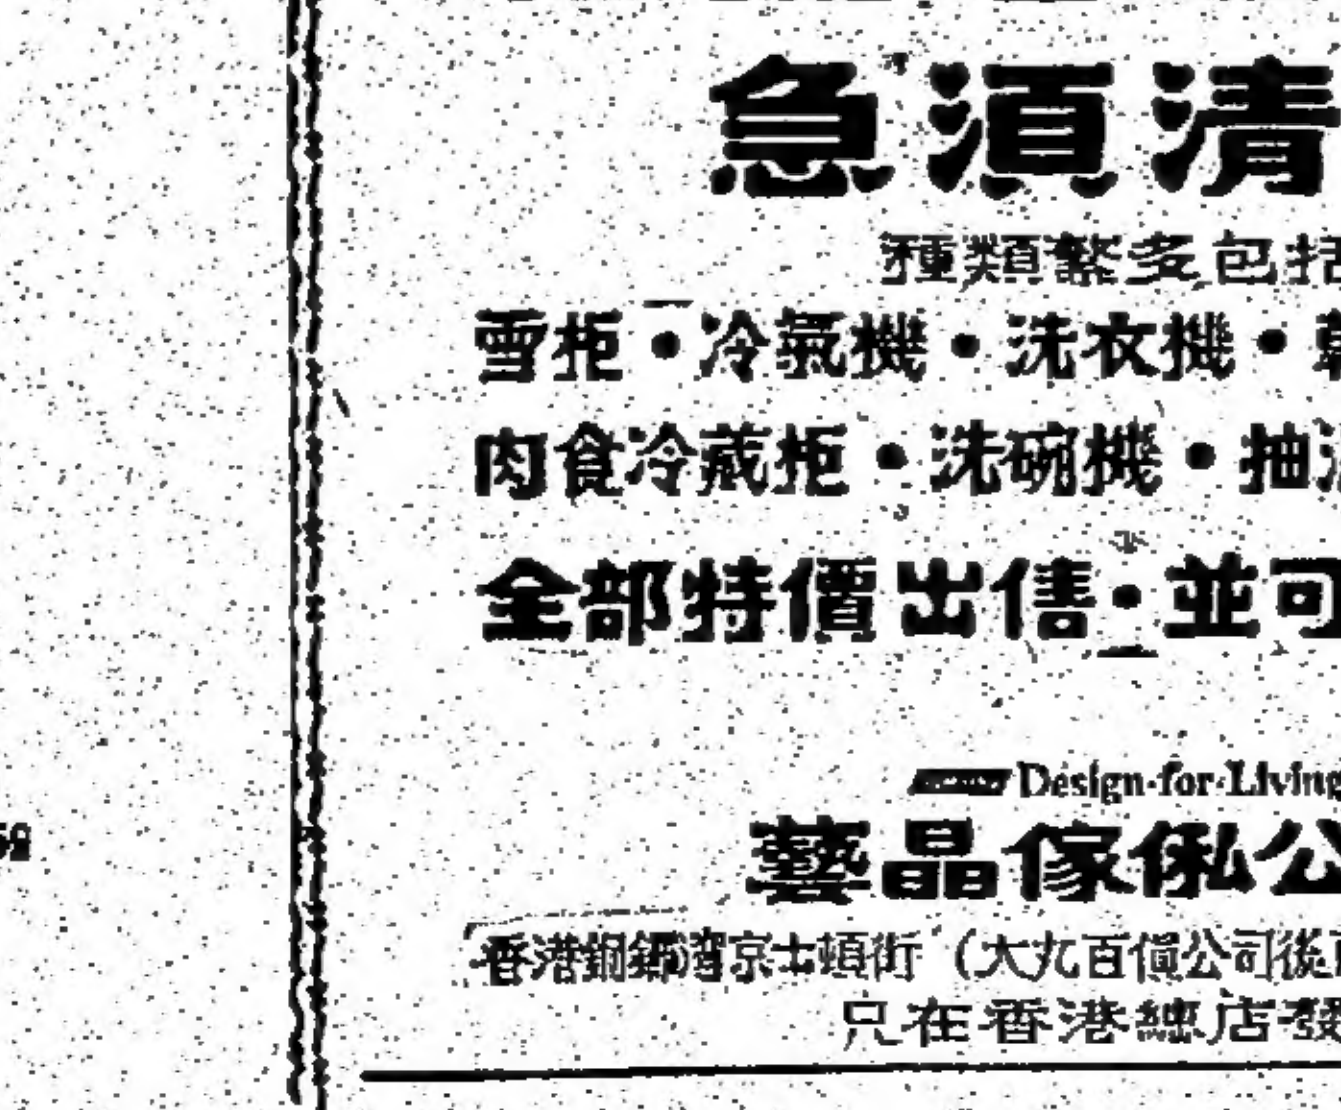 急須清
種類繁多包括
雪柜・冷氣機・洗衣機・
肉食冷藏柜・洗碗機・抽
全部特價出售・並可
Design·for·Living
59
藝品傢俬公
香港銅鑼灣京士頓街（大丸百貨公司後
只在香港總店發